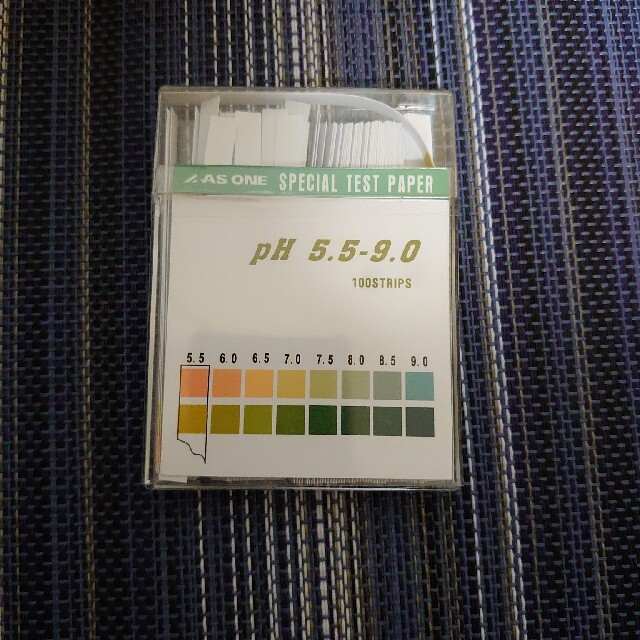 AS ONE SPECIAL TEST PAPER
pH 5.5-9.0
100STRIPS
5.5 6.0 6.5 7.0 7.5 8.0 8.5 9.0